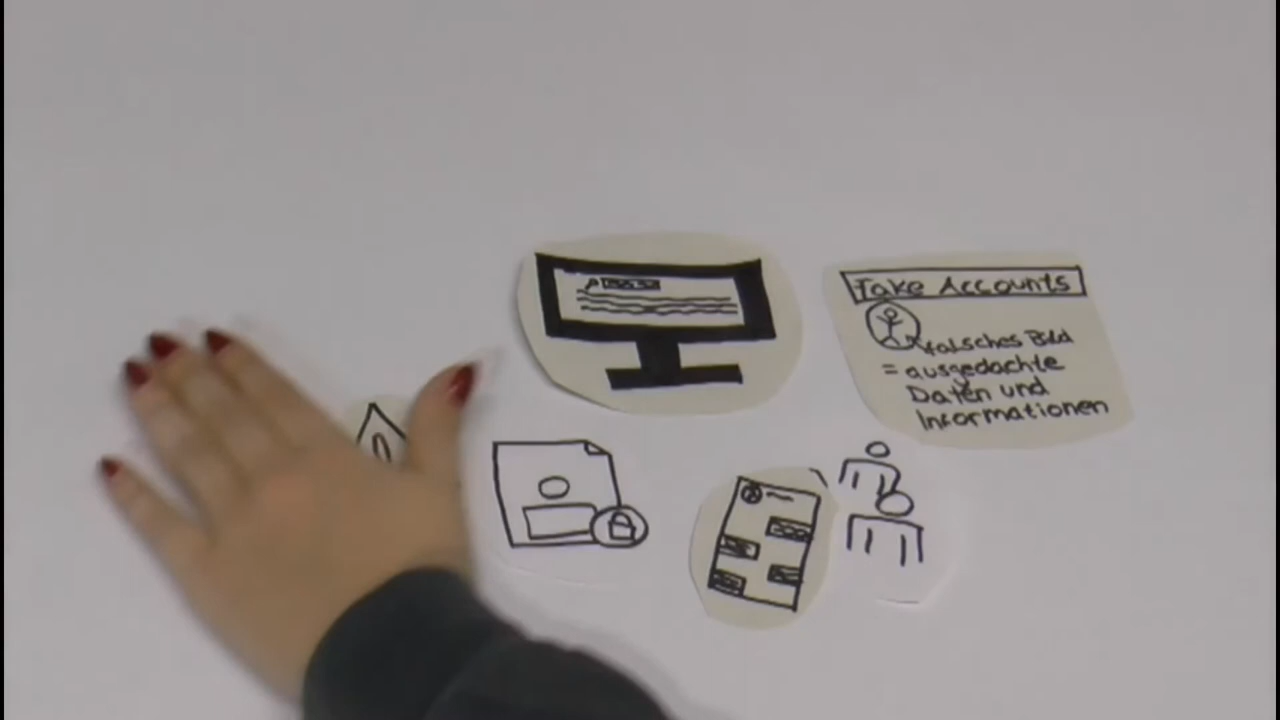 Fake Accounts
falsches Bild
= ausgedachte
Daten und
Informationen